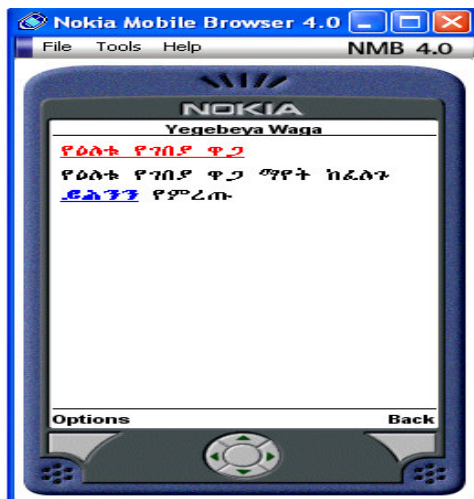 Nokia Mobile Browser 4.0
File Tools Help NMB 4.0
NOKIA
Yegebeya Waga
የዕለቱ የገበያ ዋጋ
የዕለቱ የገበያ ዋጋ ማየት ከፈለጉ
ይሕንን የምረጡ
Options Back